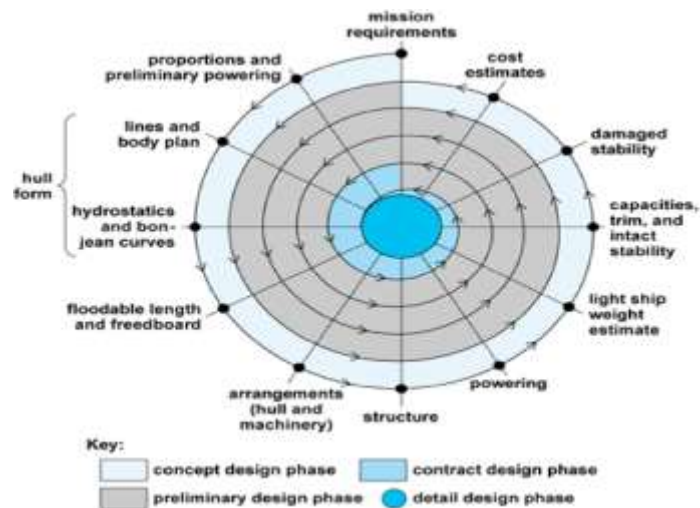 mission
requirements
cost
estimates
damaged
stability
capacities,
trim, and
intact
stability
light ship
weight
estimate
powering
structure
arrangements
(hull and
machinery)
floodable length
and freedboard
hydrostatics
and bon-
jean curves
lines and
body plan
hull
form
proportions and
preliminary powering
Key:
concept design phase
contract design phase
preliminary design phase
detail design phase